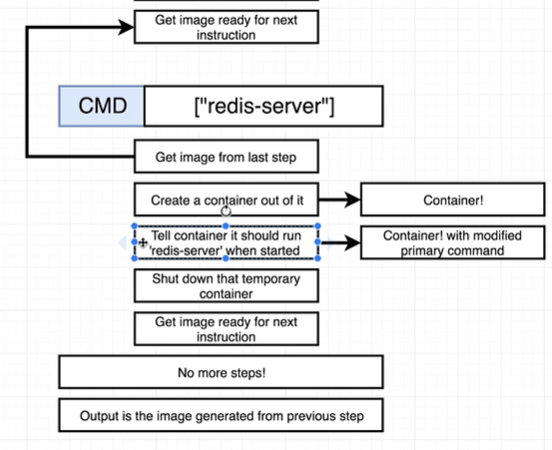 Get image ready for next
instruction
CMD ["redis-server"]
Get image from last step
Create a container out of it
Container!
Tell container it should run
'redis-server' when started
Container! with modified
primary command
Shut down that temporary
container
Get image ready for next
instruction
No more steps!
Output is the image generated from previous step